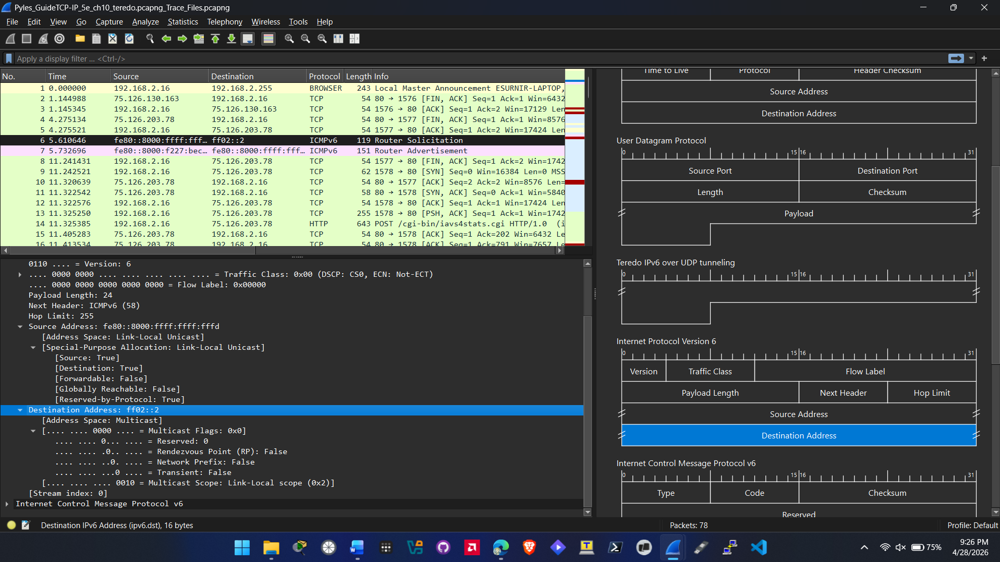 Pyles_GuideTCP-IP_5e_ch10_teredo.pcapng_Trace_Files.pcapng
File Edit View Go Capture Analyze Statistics Telephony Wireless Tools Help
Apply a display filter … <Ctrl-/>
No. Time Source Destination Protocol Length Info
1 0.000000 192.168.2.16 192.168.2.255 BROWSER 243 Local Master Announcement ESURNIR-LAPTOP,
2 1.144988 75.126.130.163 192.168.2.16 TCP 54 80 → 1576 [FIN, ACK] Seq=1 Ack=1 Win=6432
3 1.145345 192.168.2.16 75.126.130.163 TCP 54 1576 → 80 [ACK] Seq=1 Ack=2 Win=17129 Len
4 4.275134 75.126.203.78 192.168.2.16 TCP 54 80 → 1577 [FIN, ACK] Seq=1 Ack=1 Win=8576
5 4.275521 192.168.2.16 75.126.203.78 TCP 54 1577 → 80 [ACK] Seq=1 Ack=2 Win=17424 Len
6 5.610646 fe80::8000:ffff:fff… ff02::2 ICMPv6 119 Router Solicitation
7 5.732696 fe80::8000:f227:bec… fe80::8000:ffff:fff… ICMPv6 151 Router Advertisement
8 11.241431 192.168.2.16 75.126.203.78 TCP 54 1577 → 80 [FIN, ACK] Seq=1 Ack=2 Win=1742
9 11.242521 192.168.2.16 75.126.203.78 TCP 62 1578 → 80 [SYN] Seq=0 Win=16384 Len=0 MSS
10 11.320639 75.126.203.78 192.168.2.16 TCP 54 80 → 1577 [ACK] Seq=2 Ack=2 Win=8576 Len=
11 11.322542 75.126.203.78 192.168.2.16 TCP 58 80 → 1578 [SYN, ACK] Seq=0 Ack=1 Win=5840
12 11.322576 192.168.2.16 75.126.203.78 TCP 54 1578 → 80 [ACK] Seq=1 Ack=1 Win=17424 Len
13 11.325250 192.168.2.16 75.126.203.78 TCP 255 1578 → 80 [PSH, ACK] Seq=1 Ack=1 Win=1742
14 11.325385 192.168.2.16 75.126.203.78 HTTP 643 POST /cgi-bin/iavs4stats.cgi HTTP/1.0 (i
15 11.405283 75.126.203.78 192.168.2.16 TCP 54 80 → 1578 [ACK] Seq=1 Ack=202 Win=6432 Le
16 11.413534 75.126.203.78 192.168.2.16 TCP 54 80 → 1578 [ACK] Seq=1 Ack=791 Win=7657 Le
0110 .... = Version: 6
.... 0000 0000 .... .... .... .... .... = Traffic Class: 0x00 (DSCP: CS0, ECN: Not-ECT)
.... 0000 0000 0000 0000 0000 = Flow Label: 0x00000
Payload Length: 24
Next Header: ICMPv6 (58)
Hop Limit: 255
Source Address: fe80::8000:ffff:ffff:fffd
[Address Space: Link-Local Unicast]
[Special-Purpose Allocation: Link-Local Unicast]
[Source: True]
[Destination: True]
[Forwardable: False]
[Globally Reachable: False]
[Reserved-by-Protocol: True]
Destination Address: ff02::2
[Address Space: Multicast]
[.... .... 0000 .... = Multicast Flags: 0x0]
.... .... 0... .... = Reserved: 0
.... .... .0.. .... = Rendezvous Point (RP): False
.... .... ..0. .... = Network Prefix: False
.... .... ...0 .... = Transient: False
[.... .... .... 0010 = Multicast Scope: Link-Local scope (0x2)]
[Stream index: 0]
Internet Control Message Protocol v6
Time to Live Protocol Header Checksum
Source Address
Destination Address
User Datagram Protocol
0 15 16 31
Source Port Destination Port
Length Checksum
Payload
Teredo IPv6 over UDP tunneling
0 15 16 31
Internet Protocol Version 6
0 15 16 31
Version Traffic Class Flow Label
Payload Length Next Header Hop Limit
Source Address
Destination Address
Internet Control Message Protocol v6
0 15 16 31
Type Code Checksum
Reserved
Destination IPv6 Address (ipv6.dst), 16 bytes
Packets: 78
Profile: Default
75%
9:26 PM
4/28/2026